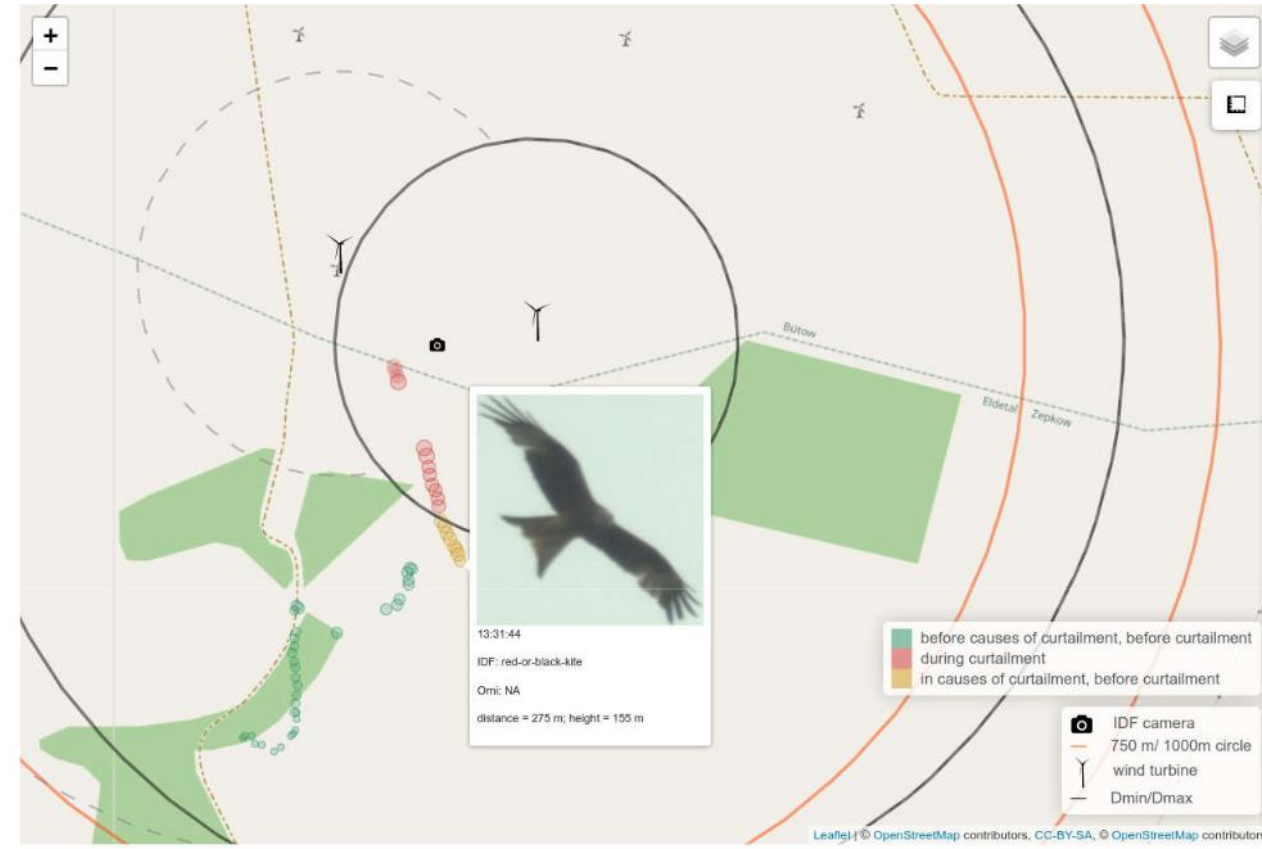 +
−
Bütow
Eldetal
Zepkow
13:31:44
IDF: red-or-black-kite
Orni: NA
distance = 275 m; height = 155 m
before causes of curtailment, before curtailment
during curtailment
in causes of curtailment, before curtailment
IDF camera
750 m/ 1000m circle
wind turbine
Dmin/Dmax
Leaflet | © OpenStreetMap contributors, CC-BY-SA, © OpenStreetMap contributors